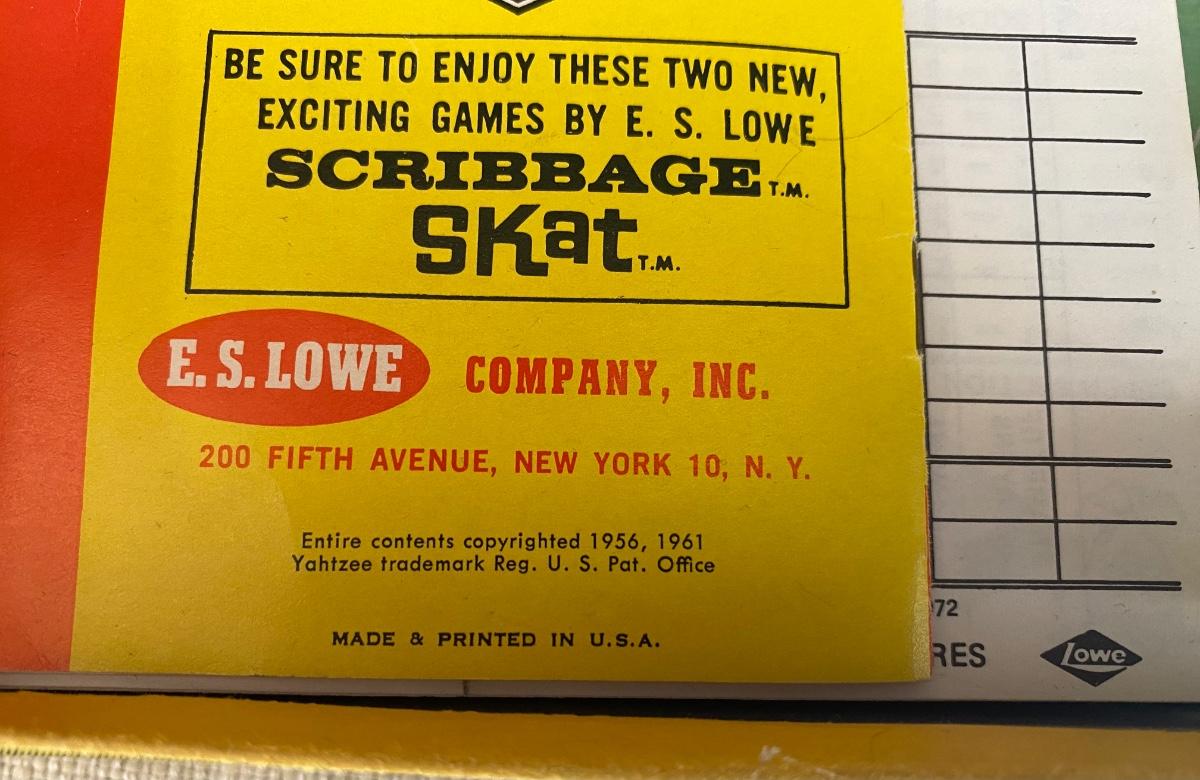 BE SURE TO ENJOY THESE TWO NEW,
EXCITING GAMES BY E. S. LOWE
SCRIBBAGE T.M.
SKat T.M.
E. S. LOWE COMPANY, INC.
200 FIFTH AVENUE, NEW YORK 10, N. Y.
Entire contents copyrighted 1956, 1961
Yahtzee trademark Reg. U. S. Pat. Office
MADE & PRINTED IN U.S.A.
72
RES
Lowe